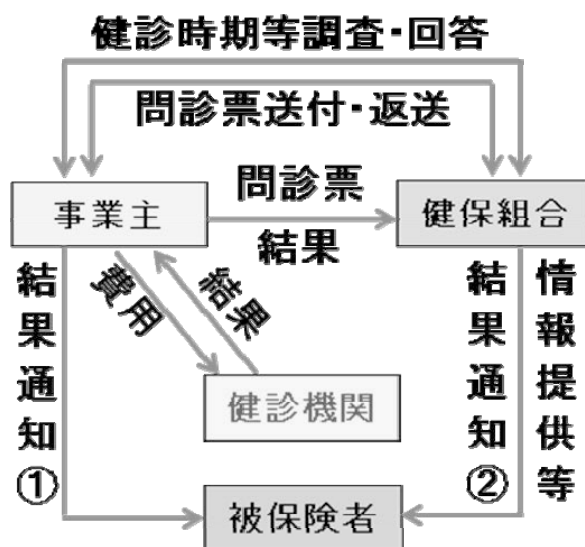 健診時期等調査・回答
問診票送付・返送
事業主
問診票
結果
健保組合
結果通知①
費用
結果
健診機関
結果通知②
情報提供等
被保険者